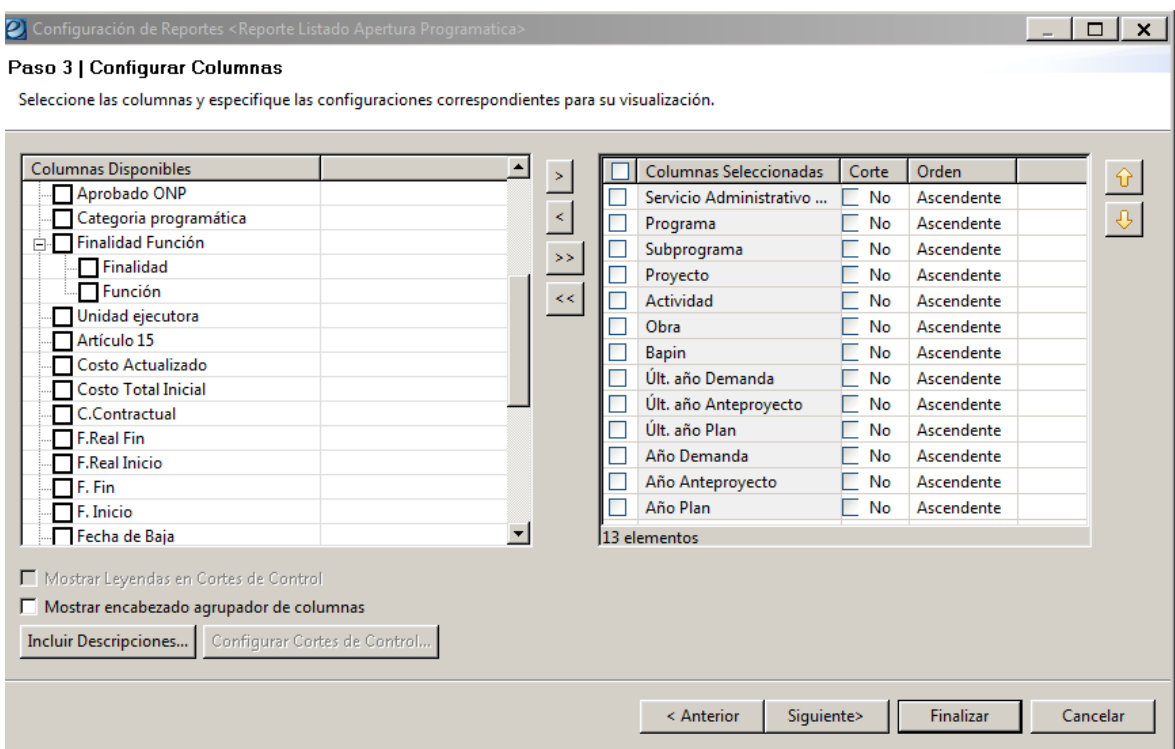 Configuración de Reportes <Reporte Listado Apertura Programatica>
Paso 3 | Configurar Columnas
Seleccione las columnas y especifique las configuraciones correspondientes para su visualización.
Columnas Disponibles
Aprobado ONP
Categoria programática
Finalidad Función
Finalidad
Función
Unidad ejecutora
Artículo 15
Costo Actualizado
Costo Total Inicial
C.Contractual
F.Real Fin
F.Real Inicio
F. Fin
F. Inicio
Fecha de Baja
>
<
>>
<<
Columnas Seleccionadas Corte Orden
Servicio Administrativo ... No Ascendente
Programa No Ascendente
Subprograma No Ascendente
Proyecto No Ascendente
Actividad No Ascendente
Obra No Ascendente
Bapin No Ascendente
Últ. año Demanda No Ascendente
Últ. año Anteproyecto No Ascendente
Últ. año Plan No Ascendente
Año Demanda No Ascendente
Año Anteproyecto No Ascendente
Año Plan No Ascendente
13 elementos
Mostrar Leyendas en Cortes de Control
Mostrar encabezado agrupador de columnas
Incluir Descripciones... Configurar Cortes de Control...
< Anterior Siguiente> Finalizar Cancelar